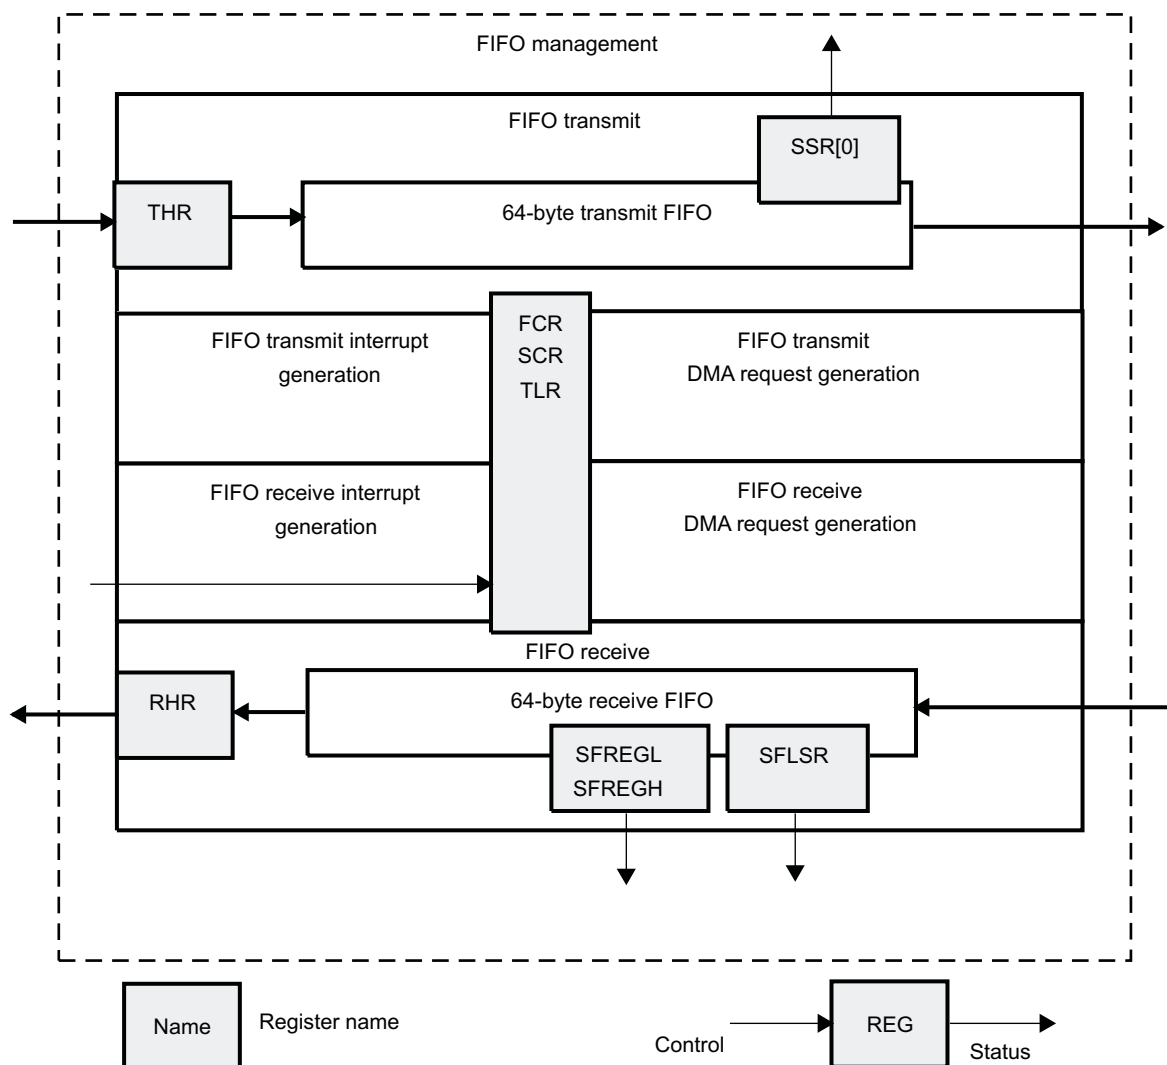 FIFO management
FIFO transmit
SSR[0]
THR
64-byte transmit FIFO
FCR
SCR
TLR
FIFO transmit interrupt
generation
FIFO transmit
DMA request generation
FIFO receive interrupt
generation
FIFO receive
DMA request generation
FIFO receive
RHR
64-byte receive FIFO
SFREGL
SFREGH
SFLSR
Name
Register name
Control
REG
Status